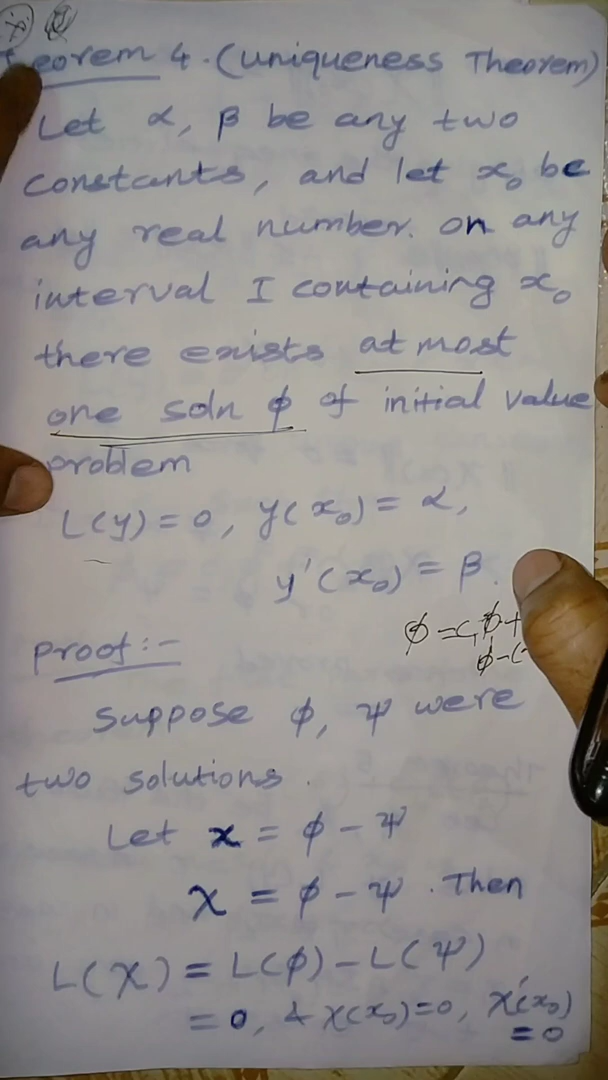 eorem 4. (Uniqueness Theorem)
Let α, β be any two
constants, and let x₀ be
any real number. on any
interval I containing x₀
there exists at most
one soln ϕ of initial value
problem
L(y) = 0, y(x₀) = α,
y'(x₀) = β.
ϕ = c₁ϕ +
Proof :-
Suppose ϕ, ψ were
two solutions.
Let x = ϕ - ψ
χ = ϕ - ψ. Then
L(χ) = L(ϕ) - L(ψ)
= 0, & χ(x₀) = 0, χ'(x₀)
= 0